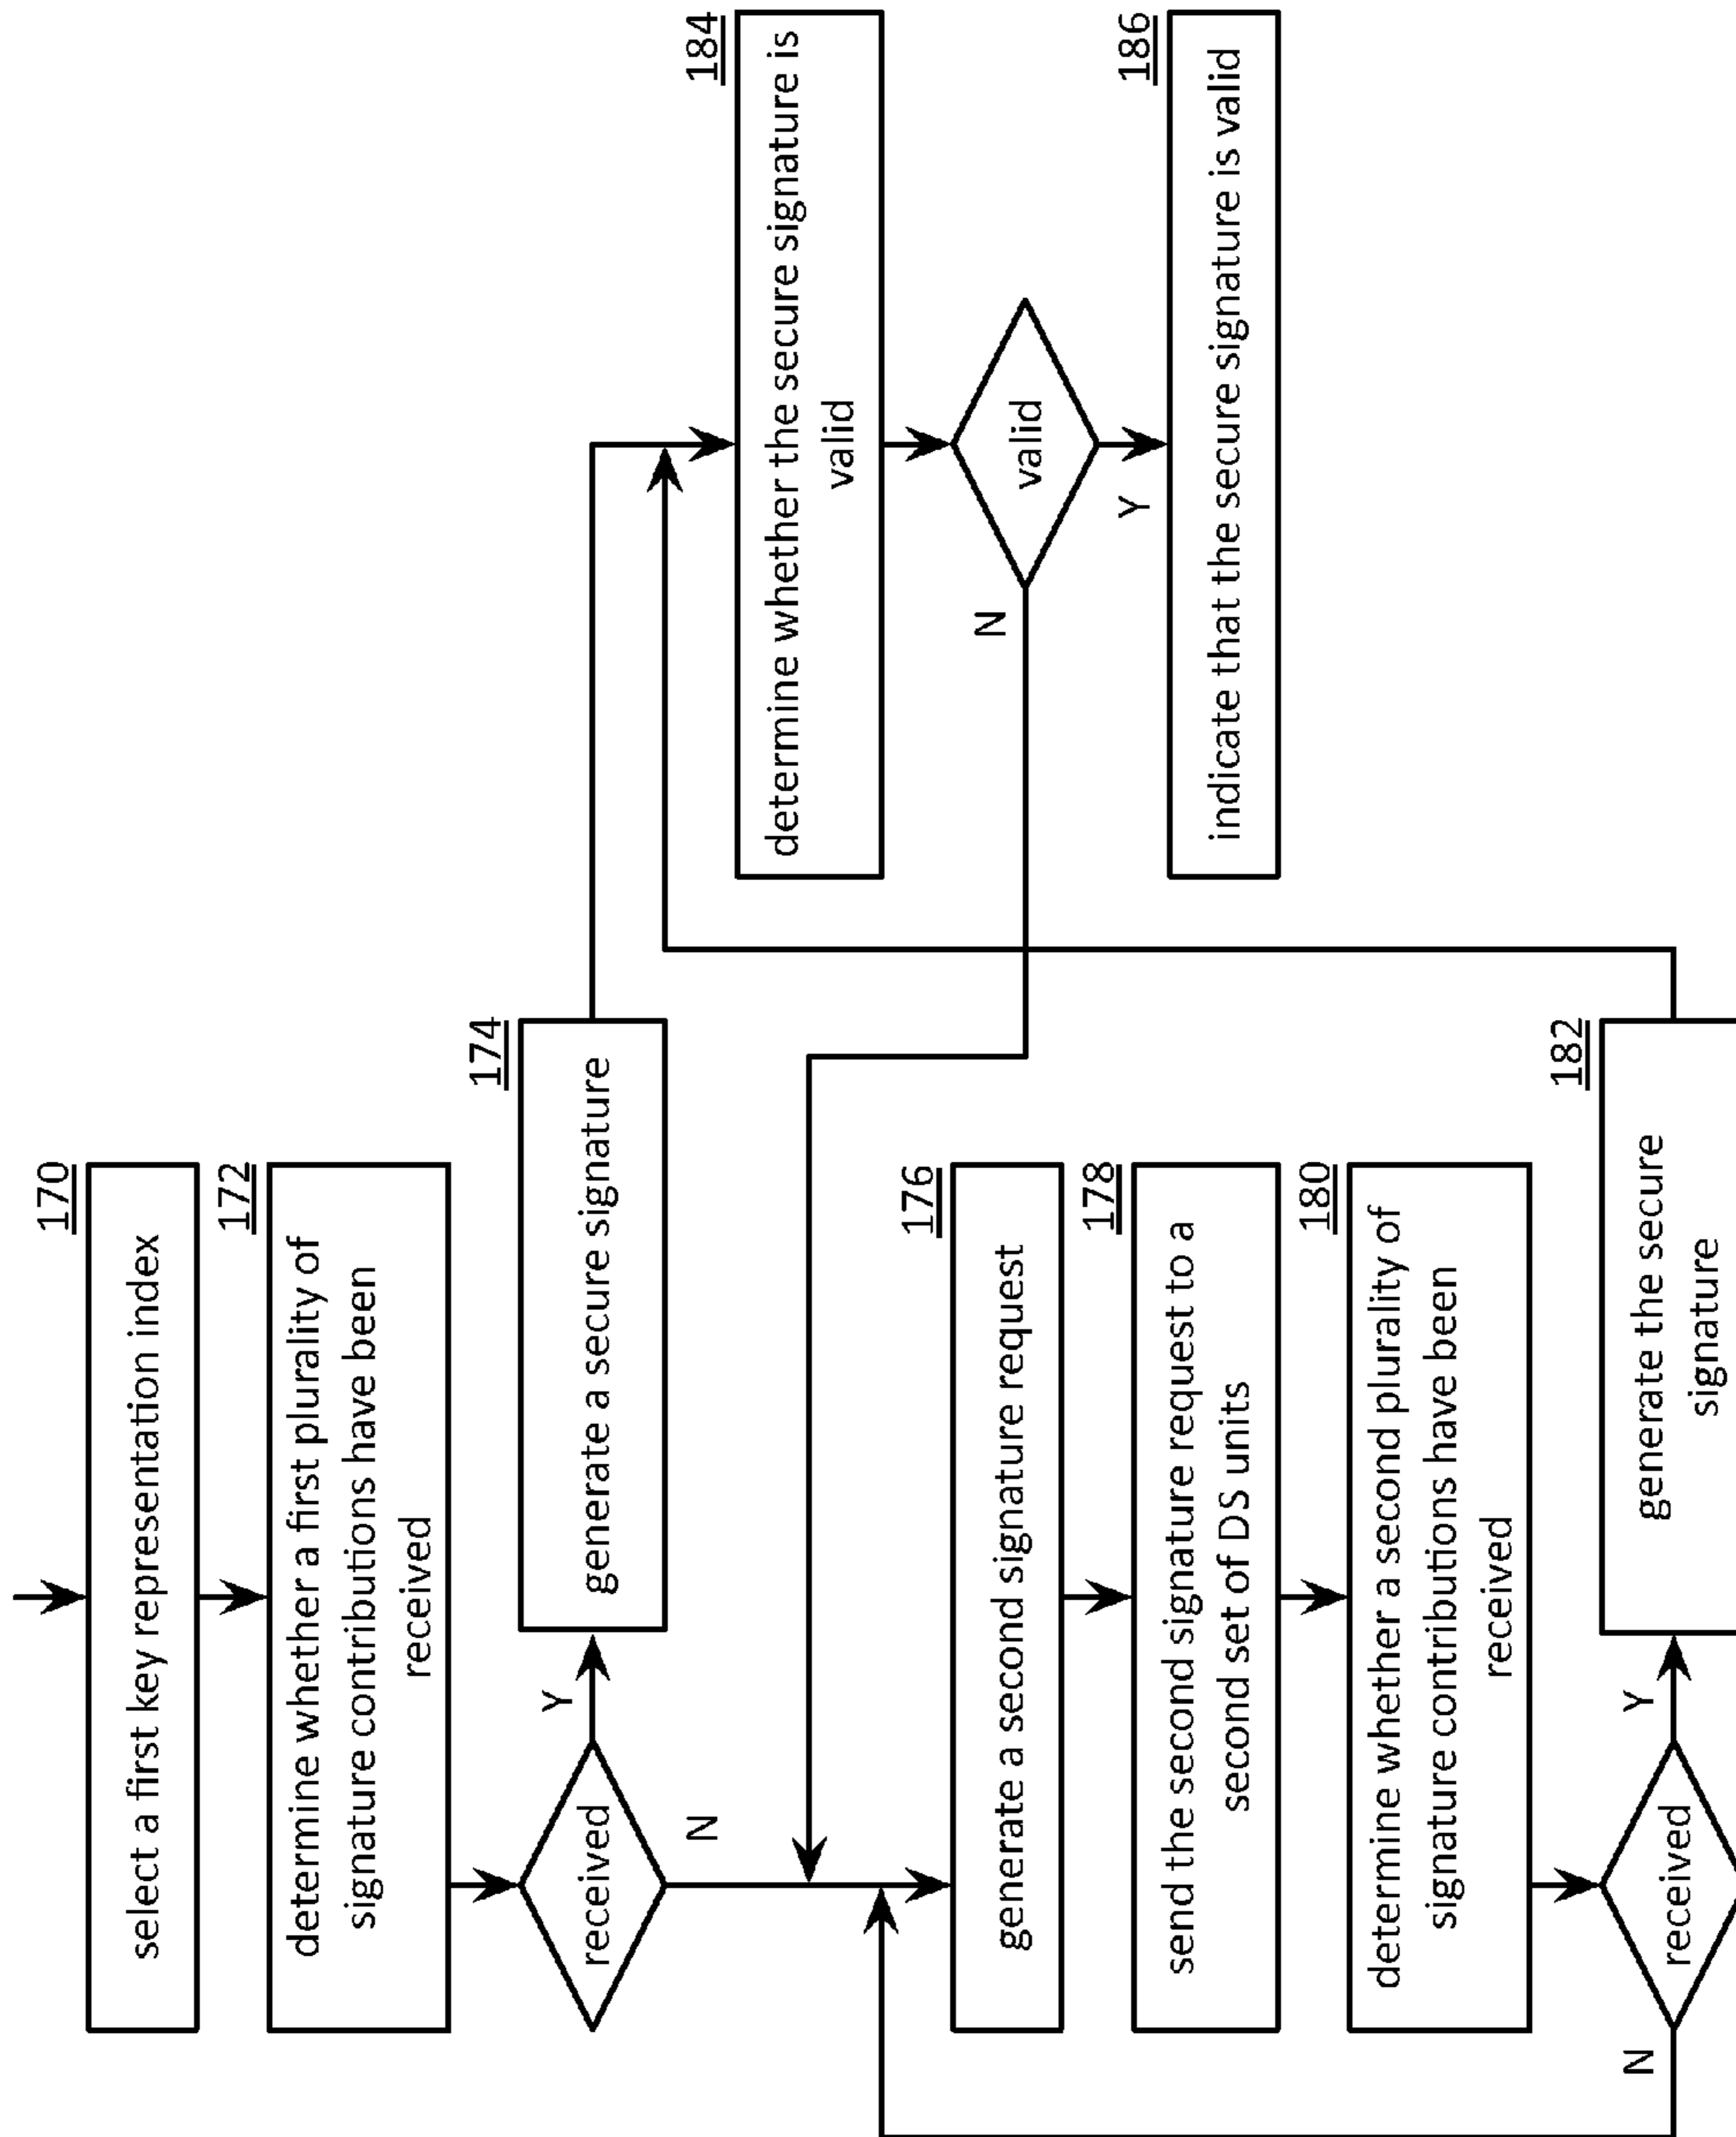 170
select a first key representation index
172
determine whether a first plurality of
signature contributions have been
received
received
Y
N
174
generate a secure signature
176
generate a second signature request
178
send the second signature request to a
second set of DS units
180
determine whether a second plurality of
signature contributions have been
received
received
N
Y
182
generate the secure
signature
184
determine whether the secure signature is
valid
valid
N
Y
186
indicate that the secure signature is valid